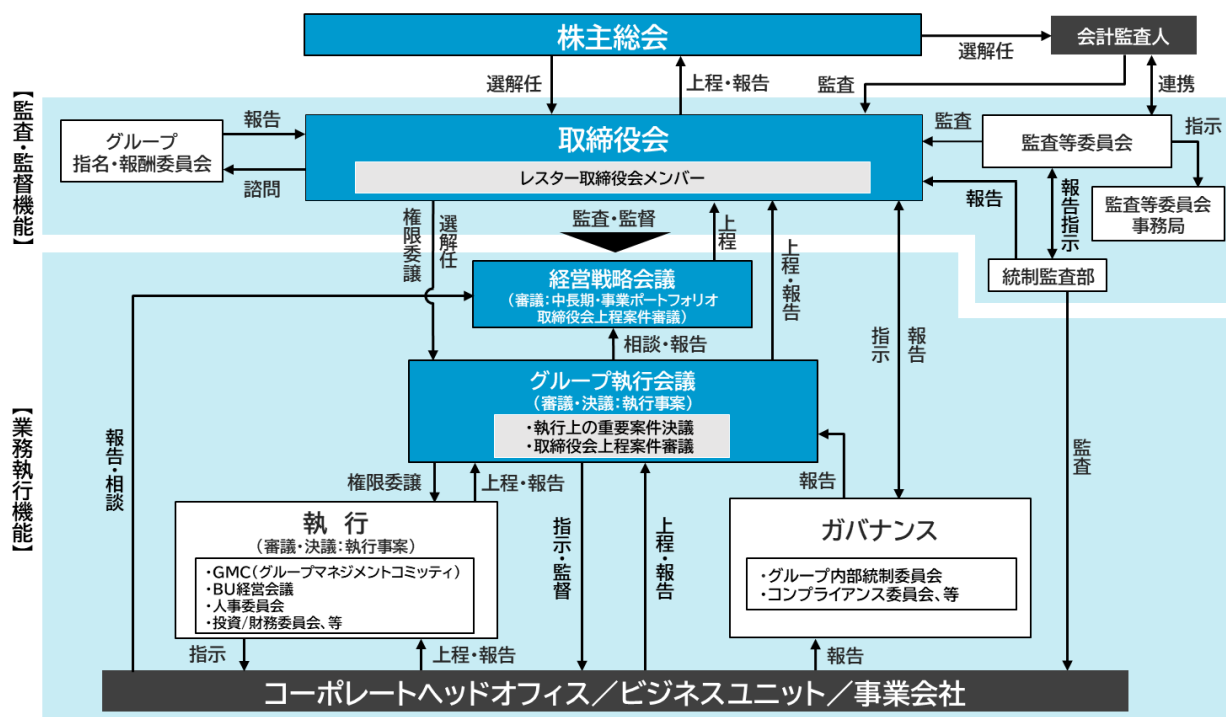 株主総会
会計監査人
選解任
選解任
上程・報告
監査
連携
【監査・監督機能】
グループ
指名・報酬委員会
報告
諮問
取締役会
レスター取締役会メンバー
監査
監査等委員会
指示
監査等委員会
事務局
報告
報告指示
統制監査部
権限委譲
選解任
監査・監督
上程
上程・報告
指示
報告
経営戦略会議
(審議:中長期・事業ポートフォリオ
取締役会上程案件審議)
相談・報告
【業務執行機能】
グループ執行会議
(審議・決議:執行事案)
・執行上の重要案件決議
・取締役会上程案件審議
報告・相談
権限委譲
上程・報告
指示・監督
上程・報告
報告
監査
執 行
(審議・決議:執行事案)
・GMC(グループマネジメントコミッティ)
・BU経営会議
・人事委員会
・投資/財務委員会、等
ガバナンス
・グループ内部統制委員会
・コンプライアンス委員会、等
指示
上程・報告
報告
コーポレートヘッドオフィス/ビジネスユニット/事業会社